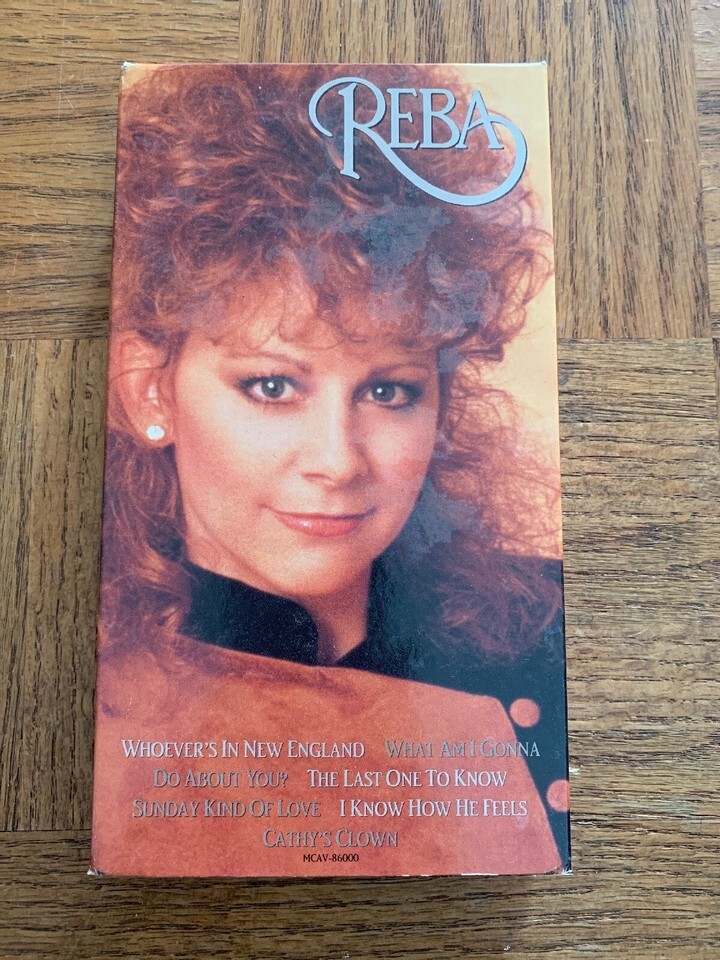 REBA
WHOEVER'S IN NEW ENGLAND WHAT AM I GONNA
DO ABOUT YOU? THE LAST ONE TO KNOW
SUNDAY KIND OF LOVE I KNOW HOW HE FEELS
CATHY'S CLOWN
MCAV-86000